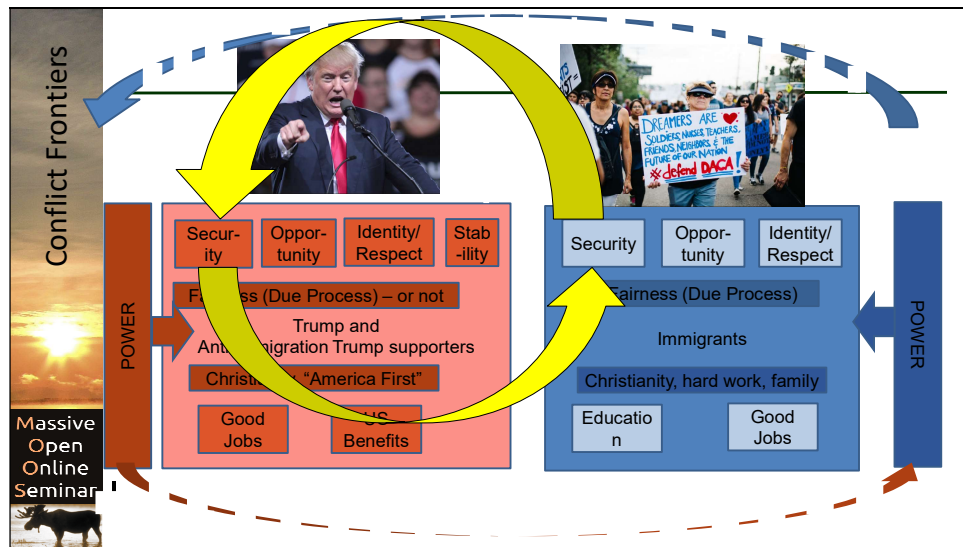 Conflict Frontiers
Massive
Open
Online
Seminar
DREAMERS ARE ❤
SOLDIERS, NURSES, TEACHERS,
FRIENDS, NEIGHBORS & THE
FUTURE OF OUR NATION
※ defend DACA!
POWER
Secur-
ity
Oppor-
tunity
Identity/
Respect
Stab
-ility
Fairness (Due Process) – or not
Trump and
Anti-immigration Trump supporters
Christianity, “America First”
Good
Jobs
US
Benefits
Security
Oppor-
tunity
Identity/
Respect
Fairness (Due Process)
Immigrants
Christianity, hard work, family
Educatio
n
Good
Jobs
POWER